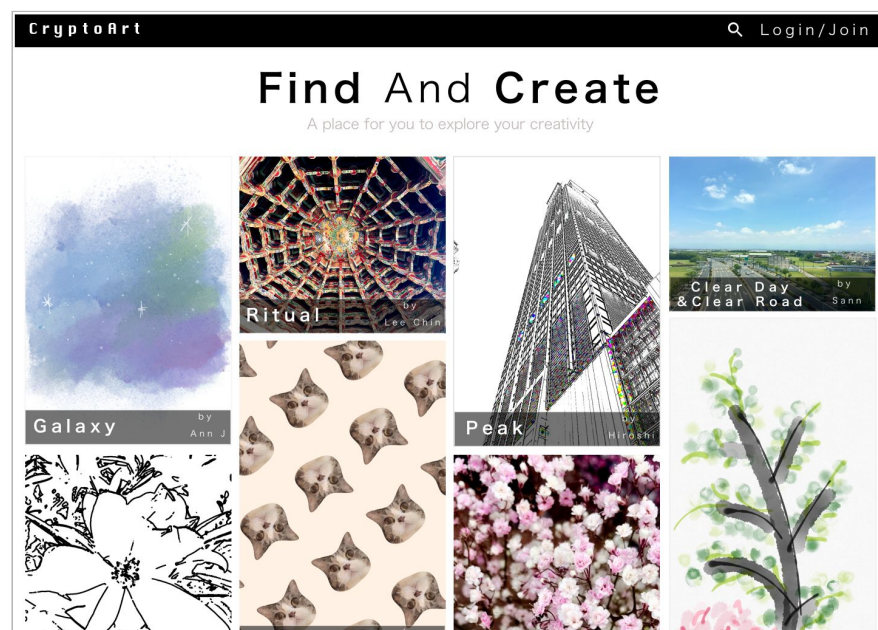 CryptoArt
Login/Join
Find And Create
A place for you to explore your creativity
Galaxy
by
Ann J
Ritual
by
Lee Chin
Peak
by
Hiroshi
Clear Day
&Clear Road
by
Sann